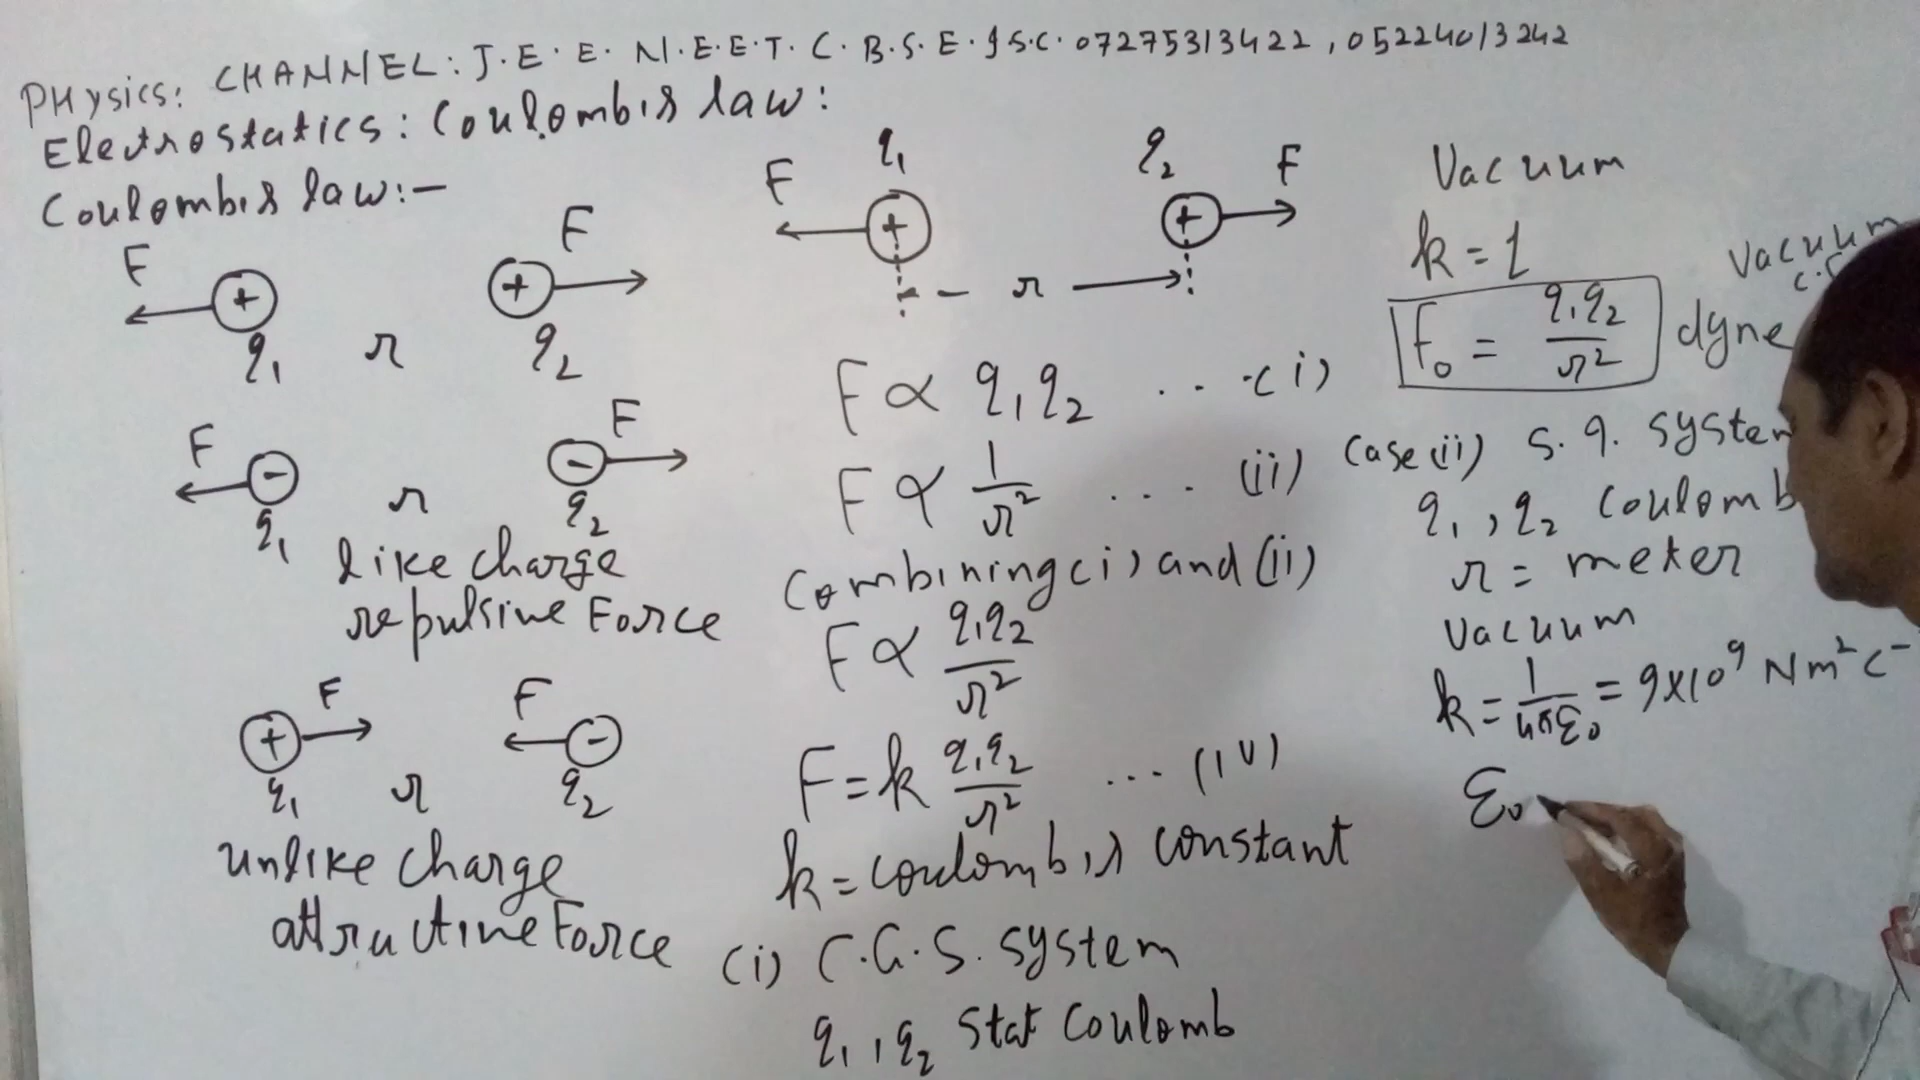 PHYSICS: CHANNEL: J.E.E. N.E.E.T. C.B.S.E. I.S.C. 07275313422, 05224013242
Electrostatics: Coulomb's law:
Coulomb's law:-
F F
+ +
q₁ r q₂
F F
- -
q₁ r q₂
like charge
repulsive Force
F F
+ -
q₁ r q₂
unlike charge
attractive Force
q₁ q₂
F + + F
r
F ∝ q₁q₂ ... (i)
F ∝ 1/r² .... (ii)
Combining (i) and (ii)
F ∝ q₁q₂/r²
F = k q₁q₂/r² ... (iv)
k = coulomb's constant
(i) C.G.S. system
q₁, q₂ stat coulomb
Vacuum
k = 1
F₀ = q₁q₂/r² dyne
Vacuum
Case (ii) S.I. system
q₁, q₂ coulomb
r = meter
Vacuum
k = 1/4πε₀ = 9×10⁹ Nm²C⁻
ε₀